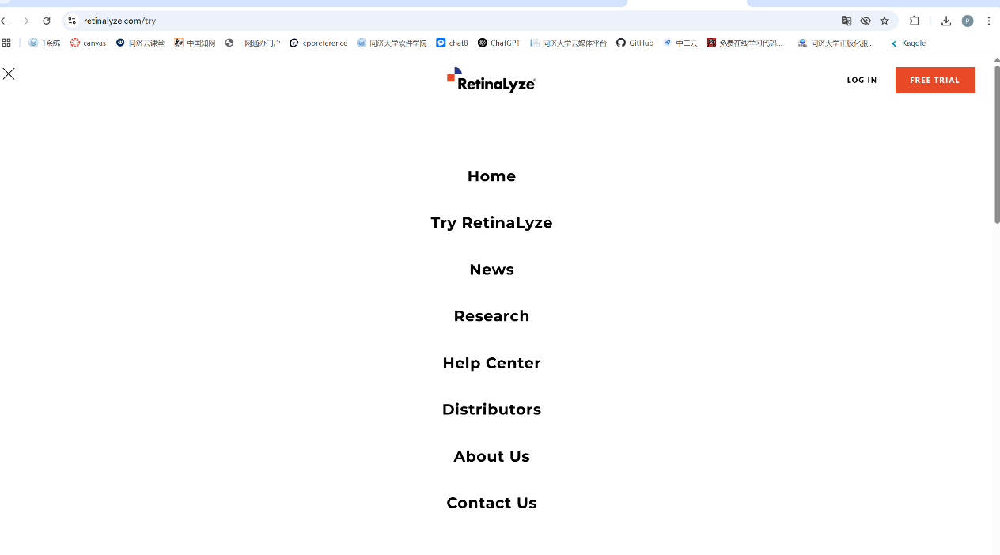 retinalyze.com/try
P
1系统 canvas 同济云课堂 中国知网 一网通办门户 cppreference 同济大学软件学院 chat8 ChatGPT 同济大学云媒体平台 GitHub 中二云 免费在线学习代码... 同济大学正版化服... Kaggle
RetinaLyze® LOG IN FREE TRIAL
Home
Try RetinaLyze
News
Research
Help Center
Distributors
About Us
Contact Us